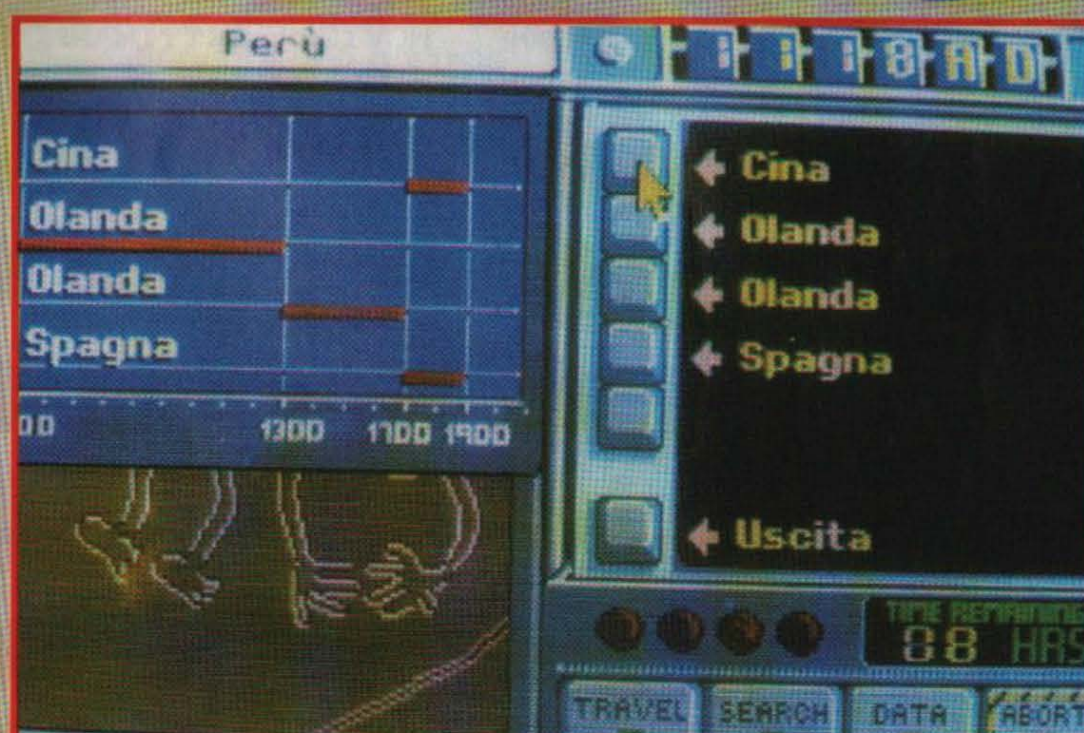 Perù
1118AD
Cina
Olanda
Olanda
Spagna
1300 1700 1900
Cina
Olanda
Olanda
Spagna
Uscita
TIME REMAINING
08 HRS
TRAVEL SEARCH DATA ABORT